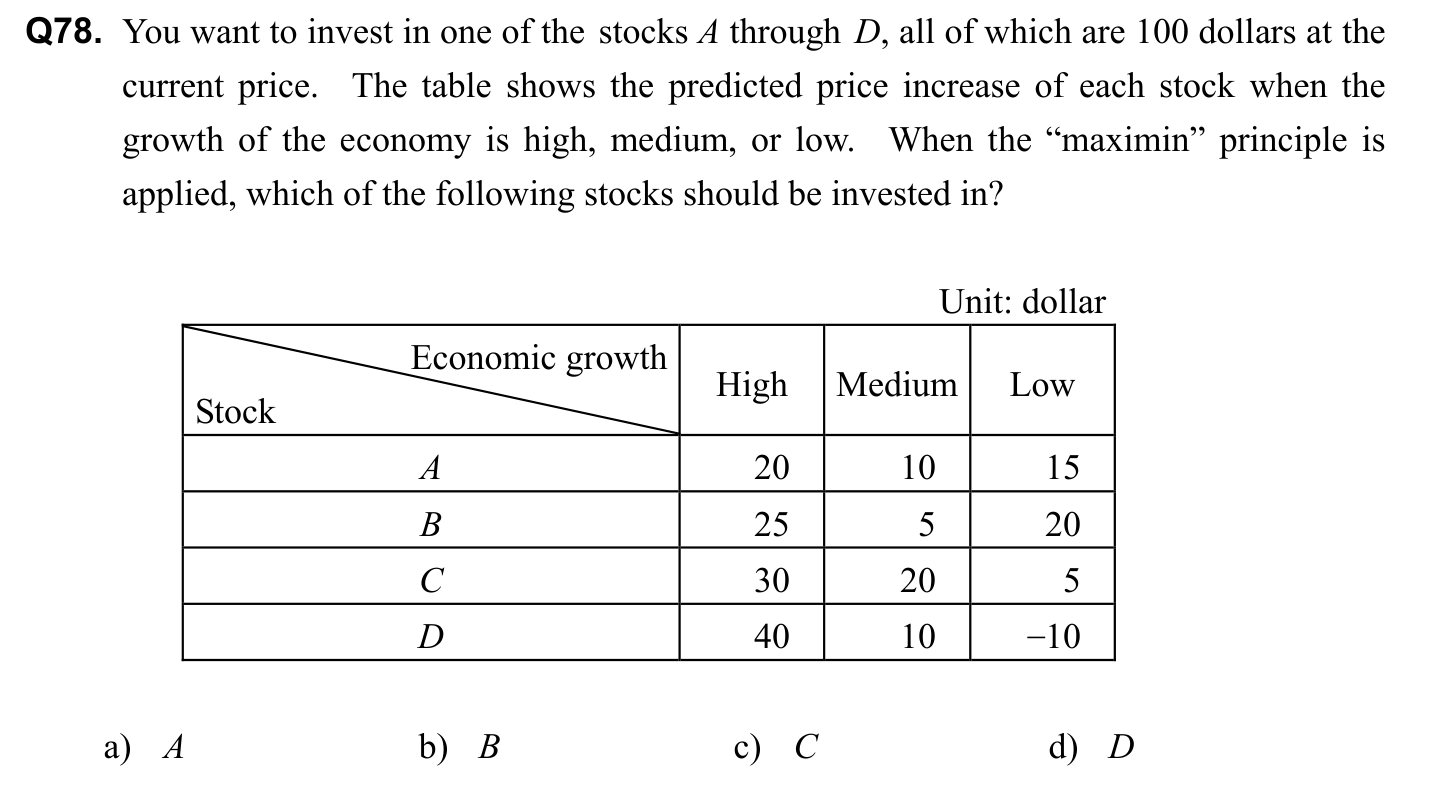 Q78. You want to invest in one of the stocks A through D, all of which are 100 dollars at the
current price. The table shows the predicted price increase of each stock when the
growth of the economy is high, medium, or low. When the “maximin” principle is
applied, which of the following stocks should be invested in?
Unit: dollar
Economic growth
Stock
High Medium Low
A 20 10 15
B 25 5 20
C 30 20 5
D 40 10 –10
a) A b) B c) C d) D